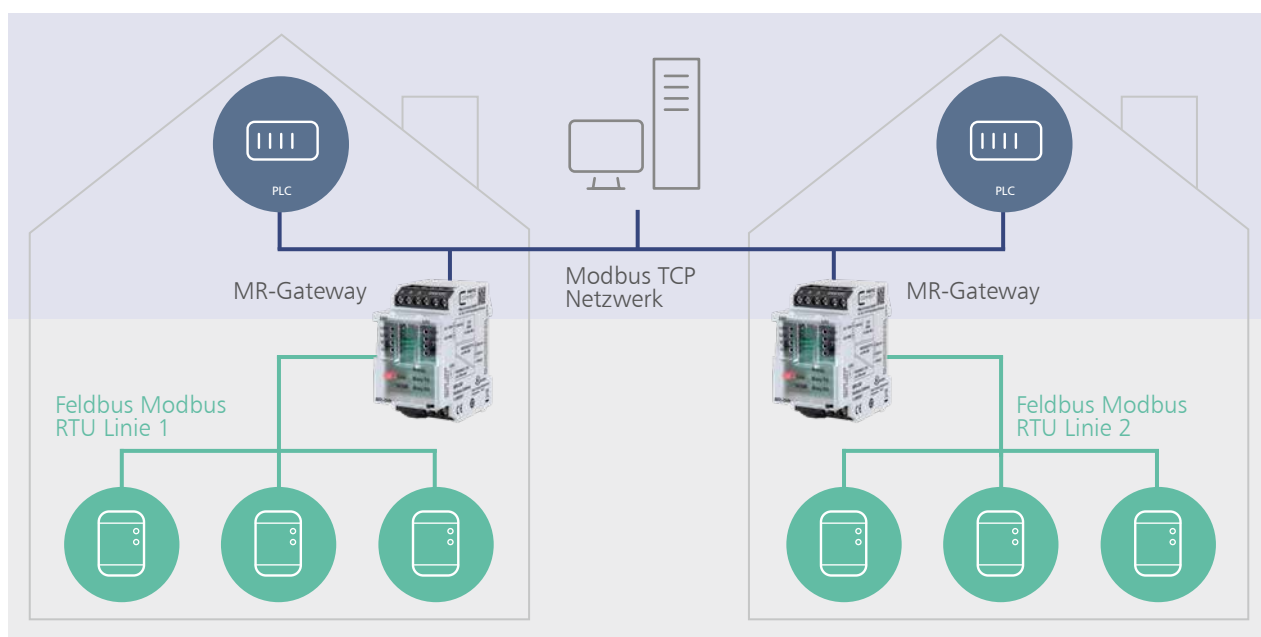 PLC
PLC
MR-Gateway
Modbus TCP
Netzwerk
MR-Gateway
Feldbus Modbus
RTU Linie 1
Feldbus Modbus
RTU Linie 2